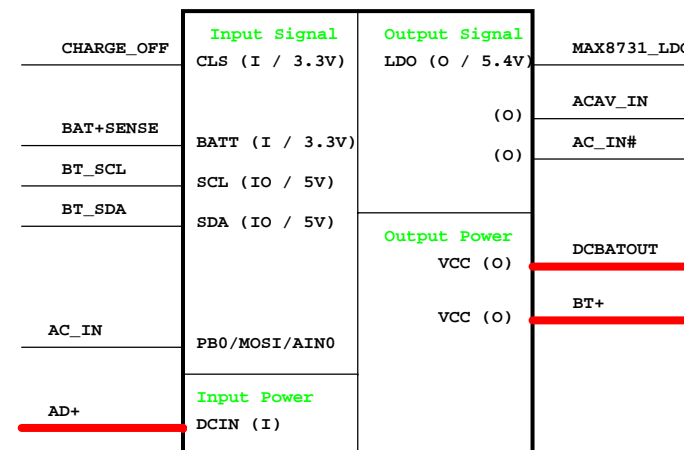 Input Signal
Output Signal
CHARGE_OFF
CLS (I / 3.3V)
LDO (O / 5.4V)
MAX8731_LDO
ACAV_IN
(O)
BAT+SENSE
BATT (I / 3.3V)
AC_IN#
(O)
BT_SCL
SCL (IO / 5V)
BT_SDA
SDA (IO / 5V)
Output Power
VCC (O)
DCBATOUT
BT+
VCC (O)
AC_IN
PB0/MOSI/AIN0
Input Power
AD+
DCIN (I)